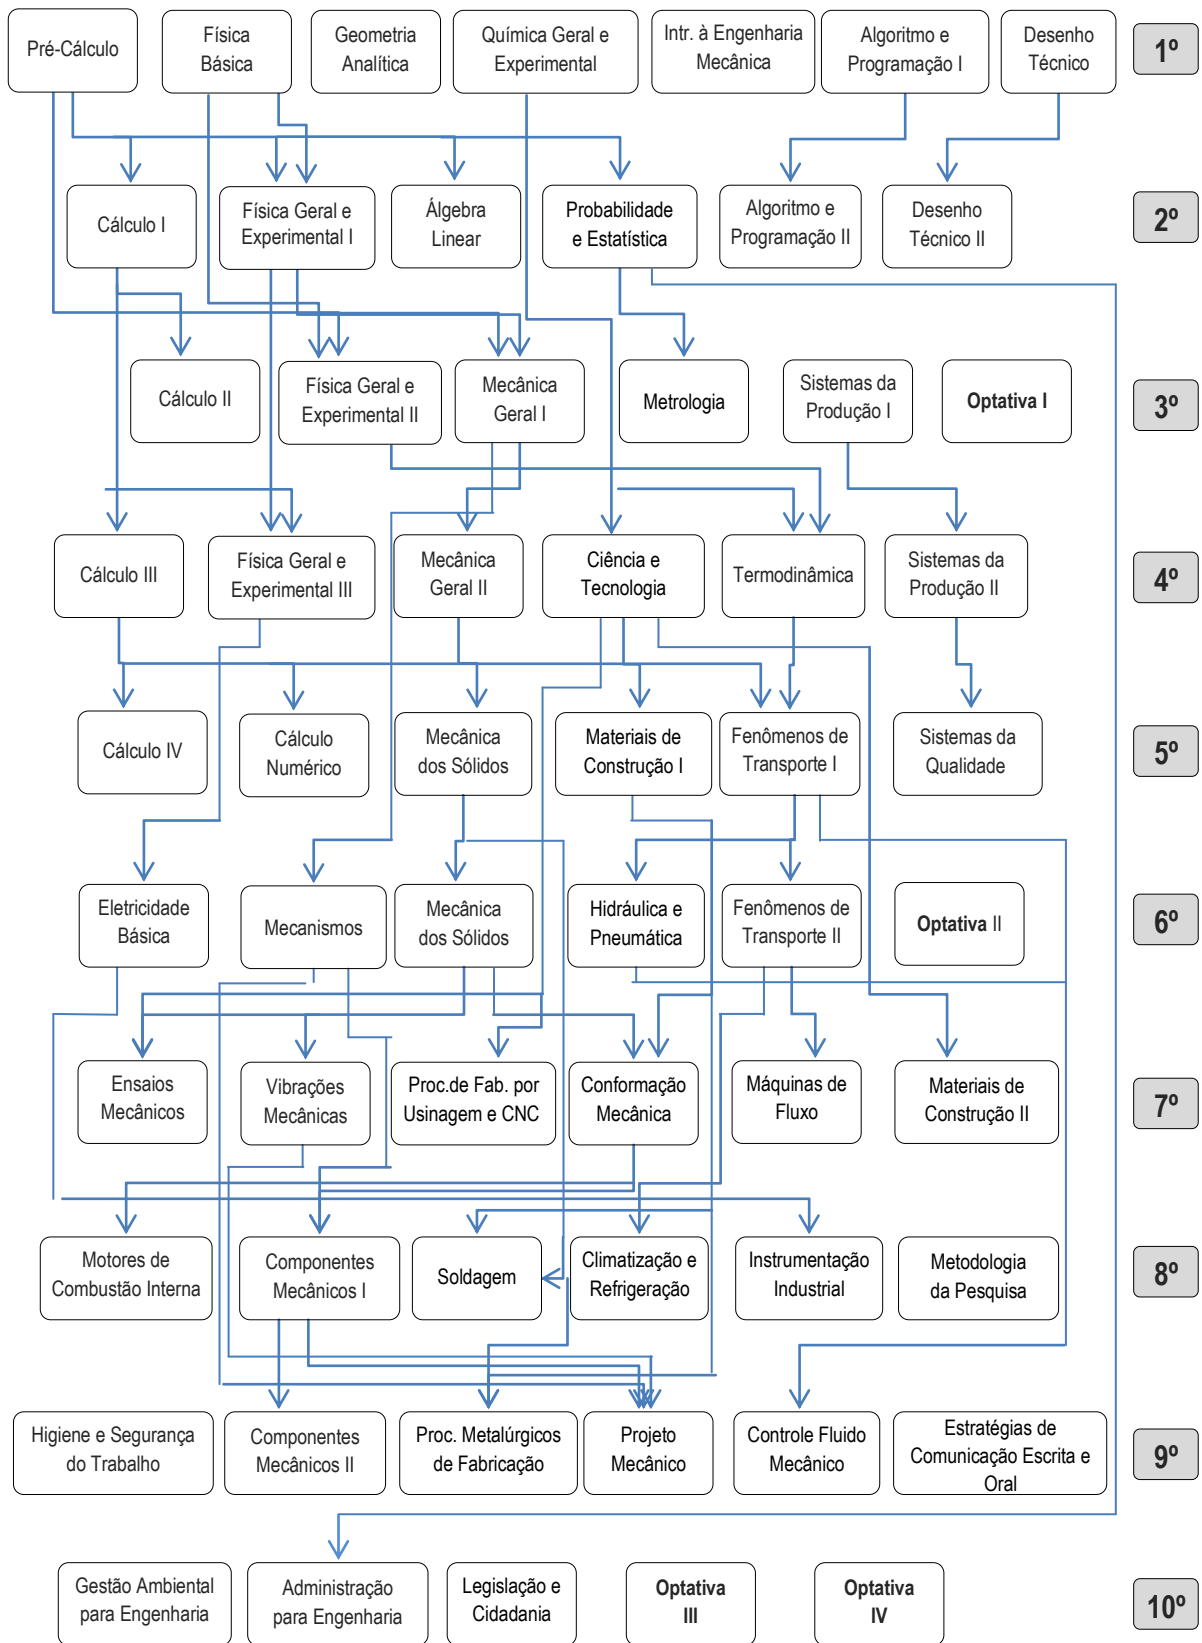 Pré-Cálculo
Física
Básica
Geometria
Analítica
Química Geral e
Experimental
Intr. à Engenharia
Mecânica
Algoritmo e
Programação I
Desenho
Técnico
1º
Cálculo I
Física Geral e
Experimental I
Álgebra
Linear
Probabilidade
e Estatística
Algoritmo e
Programação II
Desenho
Técnico II
2º
Cálculo II
Física Geral e
Experimental II
Mecânica
Geral I
Metrologia
Sistemas da
Produção I
Optativa I
3º
Cálculo III
Física Geral e
Experimental III
Mecânica
Geral II
Ciência e
Tecnologia
Termodinâmica
Sistemas da
Produção II
4º
Cálculo IV
Cálculo
Numérico
Mecânica
dos Sólidos
Materiais de
Construção I
Fenômenos de
Transporte I
Sistemas da
Qualidade
5º
Eletricidade
Básica
Mecanismos
Mecânica
dos Sólidos
Hidráulica e
Pneumática
Fenômenos de
Transporte II
Optativa II
6º
Ensaios
Mecânicos
Vibrações
Mecânicas
Proc.de Fab. por
Usinagem e CNC
Conformação
Mecânica
Máquinas de
Fluxo
Materiais de
Construção II
7º
Motores de
Combustão Interna
Componentes
Mecânicos I
Soldagem
Climatização e
Refrigeração
Instrumentação
Industrial
Metodologia
da Pesquisa
8º
Higiene e Segurança
do Trabalho
Componentes
Mecânicos II
Proc. Metalúrgicos
de Fabricação
Projeto
Mecânico
Controle Fluido
Mecânico
Estratégias de
Comunicação Escrita e
Oral
9º
Gestão Ambiental
para Engenharia
Administração
para Engenharia
Legislação e
Cidadania
Optativa
III
Optativa
IV
10º